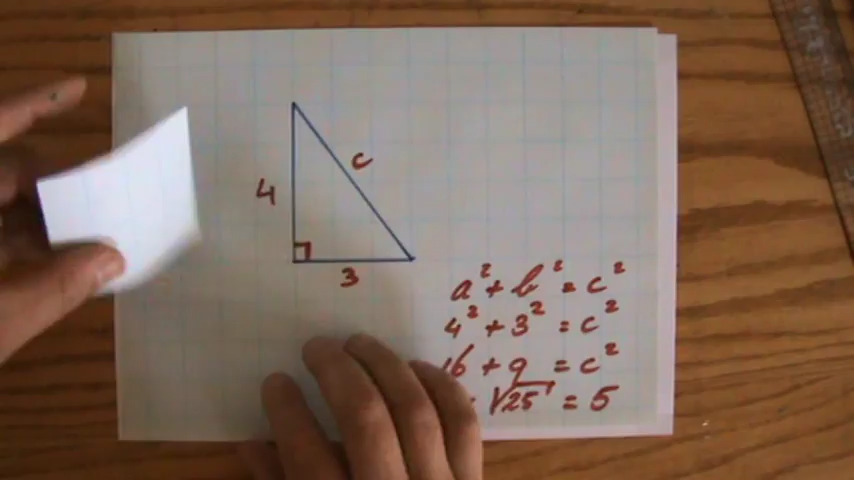 4
c
3
a² + b² = c²
4² + 3² = c²
16 + 9 = c²
√25 = 5